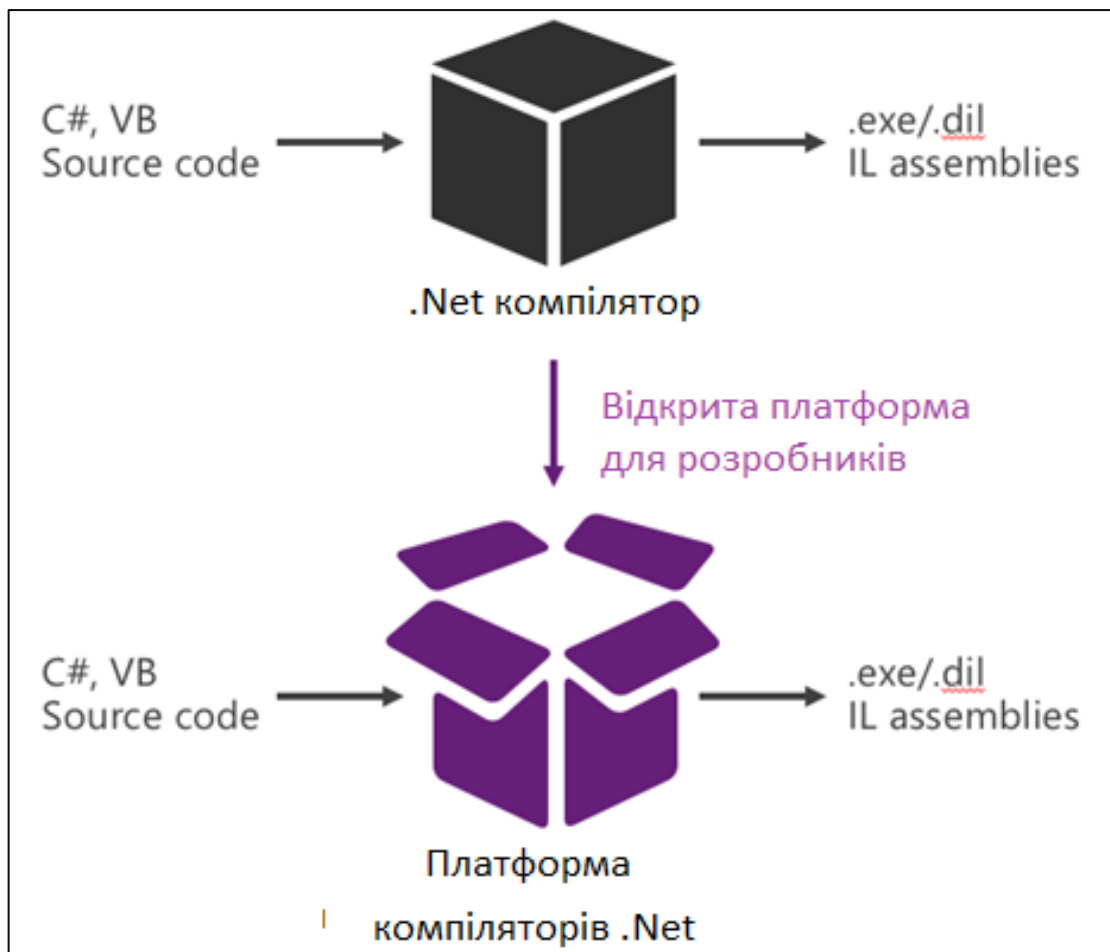 C#, VB
Source code
.exe/.dil
IL assemblies
.Net компілятор
Відкрита платформа
для розробників
C#, VB
Source code
.exe/.dil
IL assemblies
Платформа
компіляторів .Net